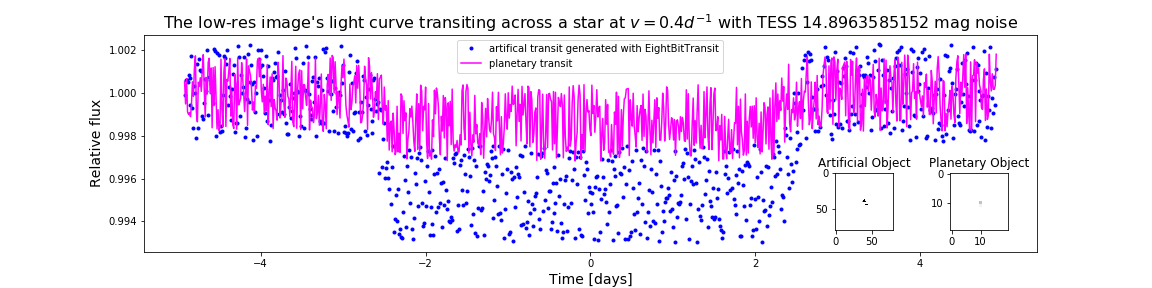 The low-res image's light curve transiting across a star at v = 0.4d⁻¹ with TESS 14.8963585152 mag noise
artifical transit generated with EightBitTransit
planetary transit
Relative flux
1.002
1.000
0.998
0.996
0.994
Artificial Object
Planetary Object
0
50
0
50
0
10
0
10
−4
−2
0
2
4
Time [days]